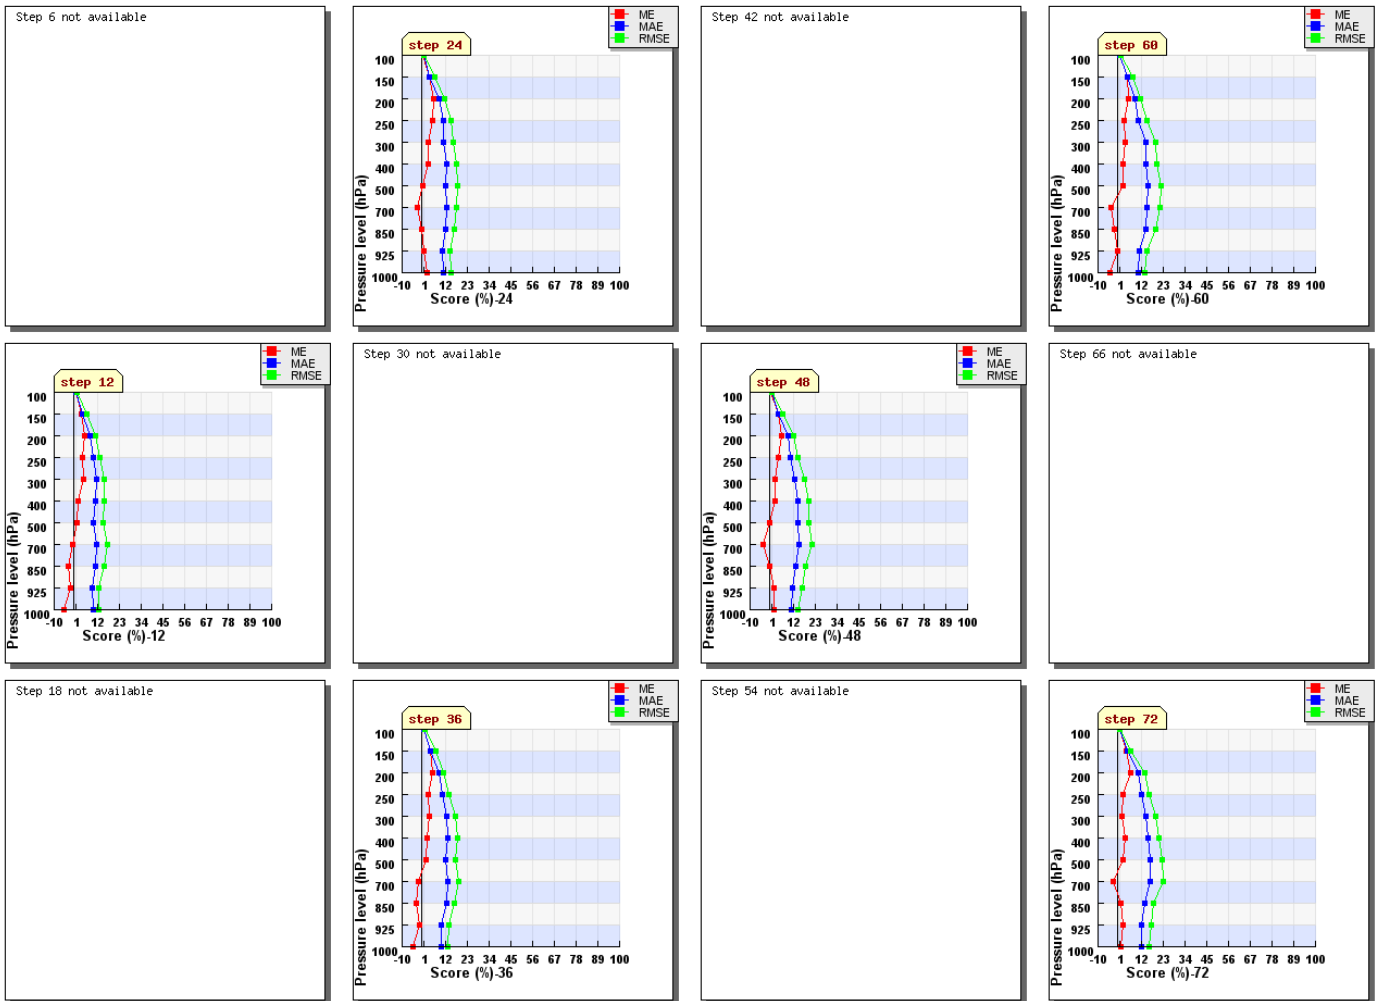 Step 6 not available
ME
MAE
RMSE
step 24
100
150
200
250
300
400
500
700
850
925
1000
Pressure level (hPa)
-10 1 12 23 34 45 56 67 78 89 100
Score (%)-24
Step 42 not available
ME
MAE
RMSE
step 60
100
150
200
250
300
400
500
700
850
925
1000
Pressure level (hPa)
-10 1 12 23 34 45 56 67 78 89 100
Score (%)-60
ME
MAE
RMSE
step 12
100
150
200
250
300
400
500
700
850
925
1000
Pressure level (hPa)
-10 1 12 23 34 45 56 67 78 89 100
Score (%)-12
Step 30 not available
ME
MAE
RMSE
step 48
100
150
200
250
300
400
500
700
850
925
1000
Pressure level (hPa)
-10 1 12 23 34 45 56 67 78 89 100
Score (%)-48
Step 66 not available
Step 18 not available
ME
MAE
RMSE
step 36
100
150
200
250
300
400
500
700
850
925
1000
Pressure level (hPa)
-10 1 12 23 34 45 56 67 78 89 100
Score (%)-36
Step 54 not available
ME
MAE
RMSE
step 72
100
150
200
250
300
400
500
700
850
925
1000
Pressure level (hPa)
-10 1 12 23 34 45 56 67 78 89 100
Score (%)-72